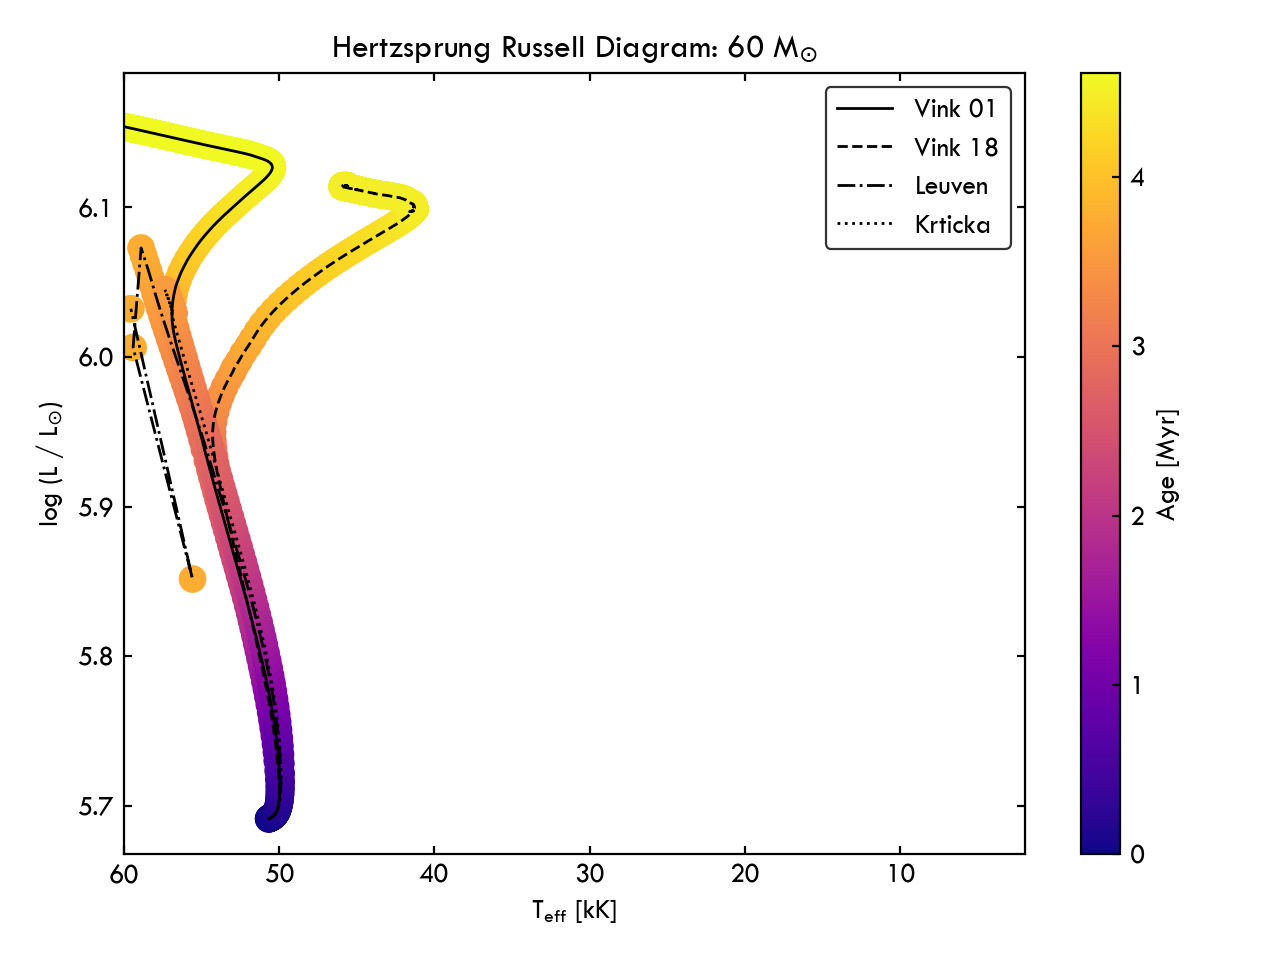 Hertzsprung Russell Diagram: 60 M☉
Vink 01
Vink 18
Leuven
Krticka
6.1
6.0
5.9
5.8
5.7
log (L / L☉)
60
50
40
30
20
10
T_eff [kK]
4
3
2
1
0
Age [Myr]